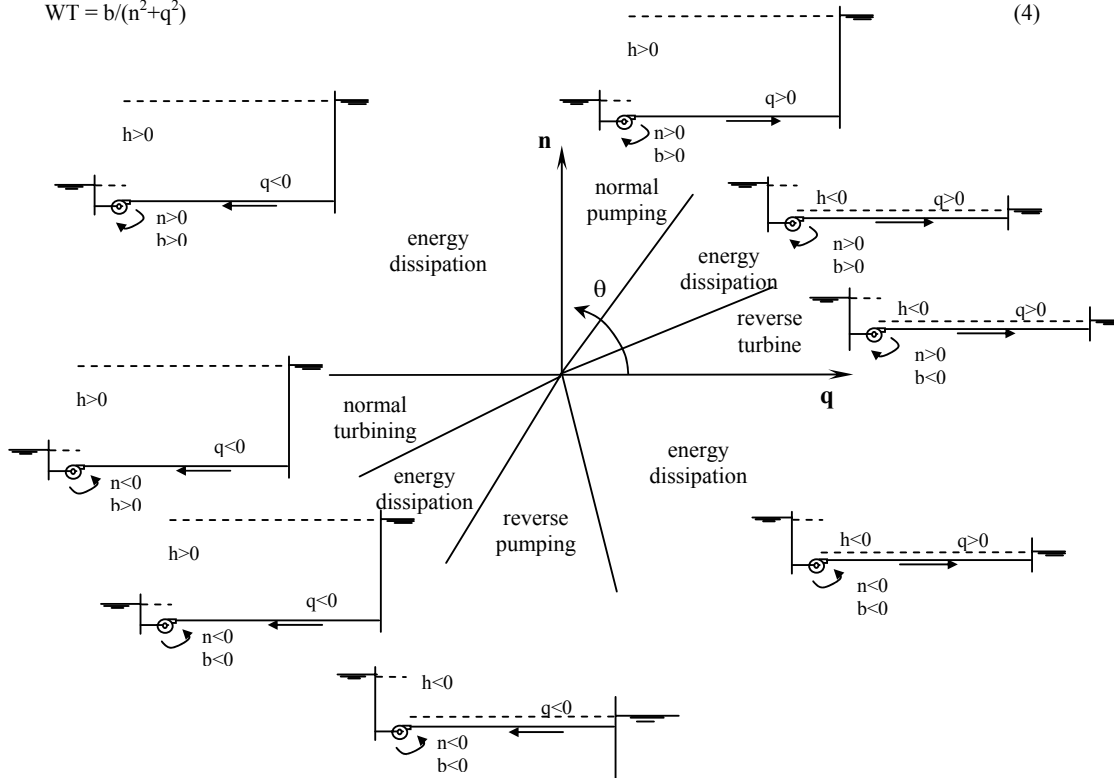 WT = b/(n²+q²) (4)
h>0
q>0
n>0
b>0
h>0
q<0
n>0
b>0
n
normal
pumping
h<0 q>0
n>0
b>0
energy
dissipation
energy
dissipation
θ
h<0 q>0
n>0
b<0
reverse
turbine
q
h>0
q<0
n<0
b>0
normal
turbining
energy
dissipation
energy
dissipation
reverse
pumping
h>0
q<0
n<0
b<0
h<0 q>0
n<0
b<0
h<0
q<0
n<0
b<0